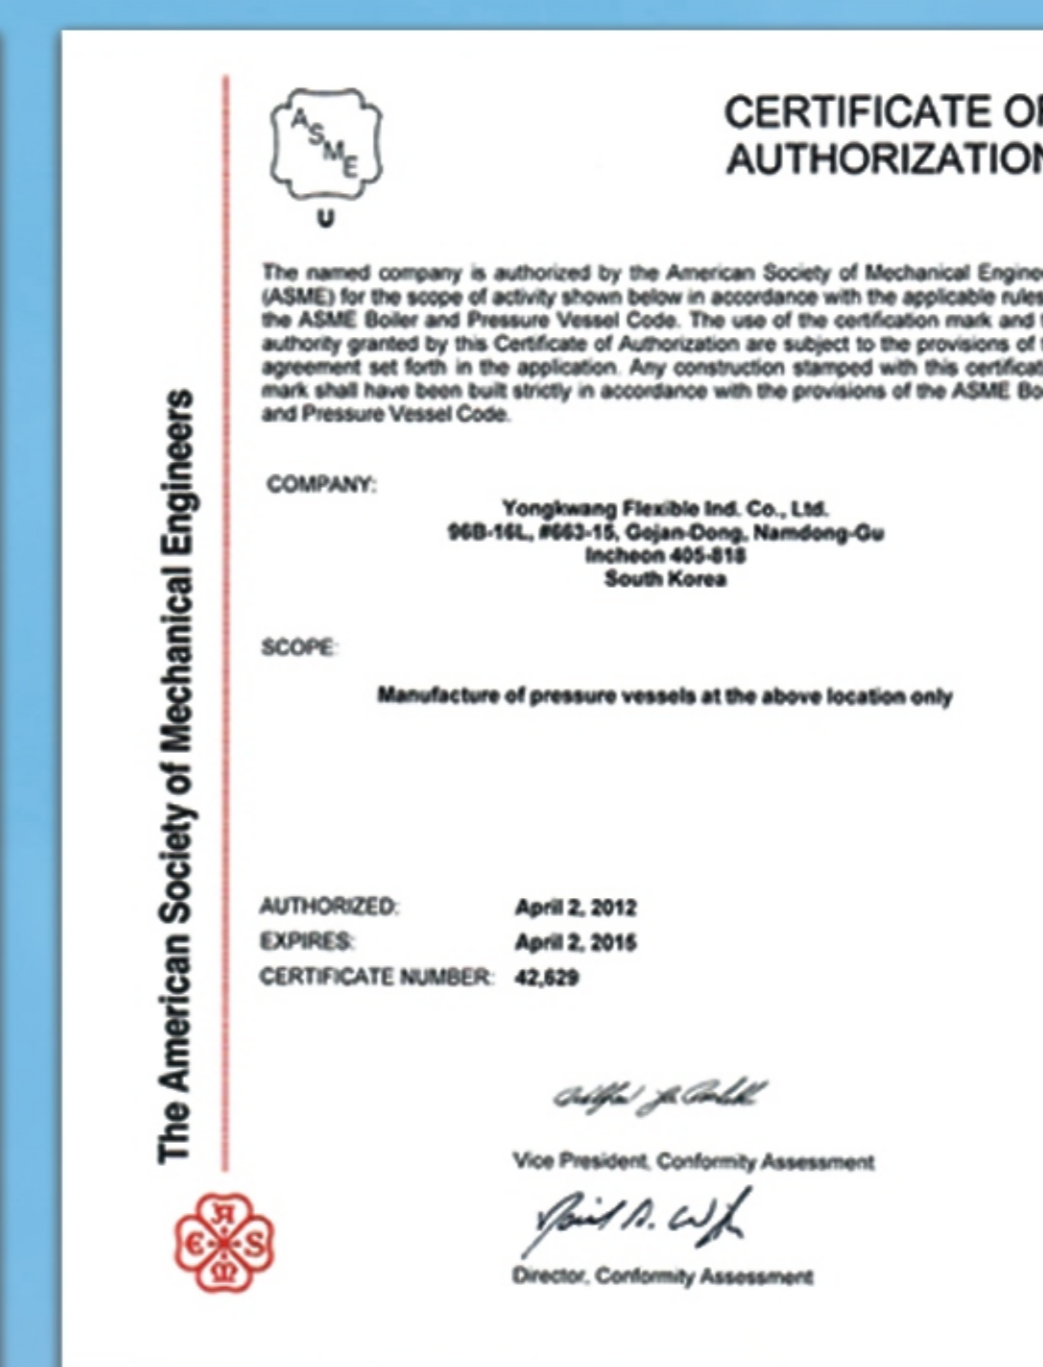 ASME
U
CERTIFICATE OF
AUTHORIZATION
The named company is authorized by the American Society of Mechanical Enginee
(ASME) for the scope of activity shown below in accordance with the applicable rules
the ASME Boiler and Pressure Vessel Code. The use of the certification mark and t
authority granted by this Certificate of Authorization are subject to the provisions of t
agreement set forth in the application. Any construction stamped with this certificat
mark shall have been built strictly in accordance with the provisions of the ASME Bo
and Pressure Vessel Code.
COMPANY:
Yongkwang Flexible Ind. Co., Ltd.
96B-16L, #663-15, Gojan-Dong, Namdong-Gu
Incheon 405-818
South Korea
SCOPE:
Manufacture of pressure vessels at the above location only
AUTHORIZED: April 2, 2012
EXPIRES: April 2, 2015
CERTIFICATE NUMBER: 42,629
Vice President, Conformity Assessment
Director, Conformity Assessment
The American Society of Mechanical Engineers
ASME